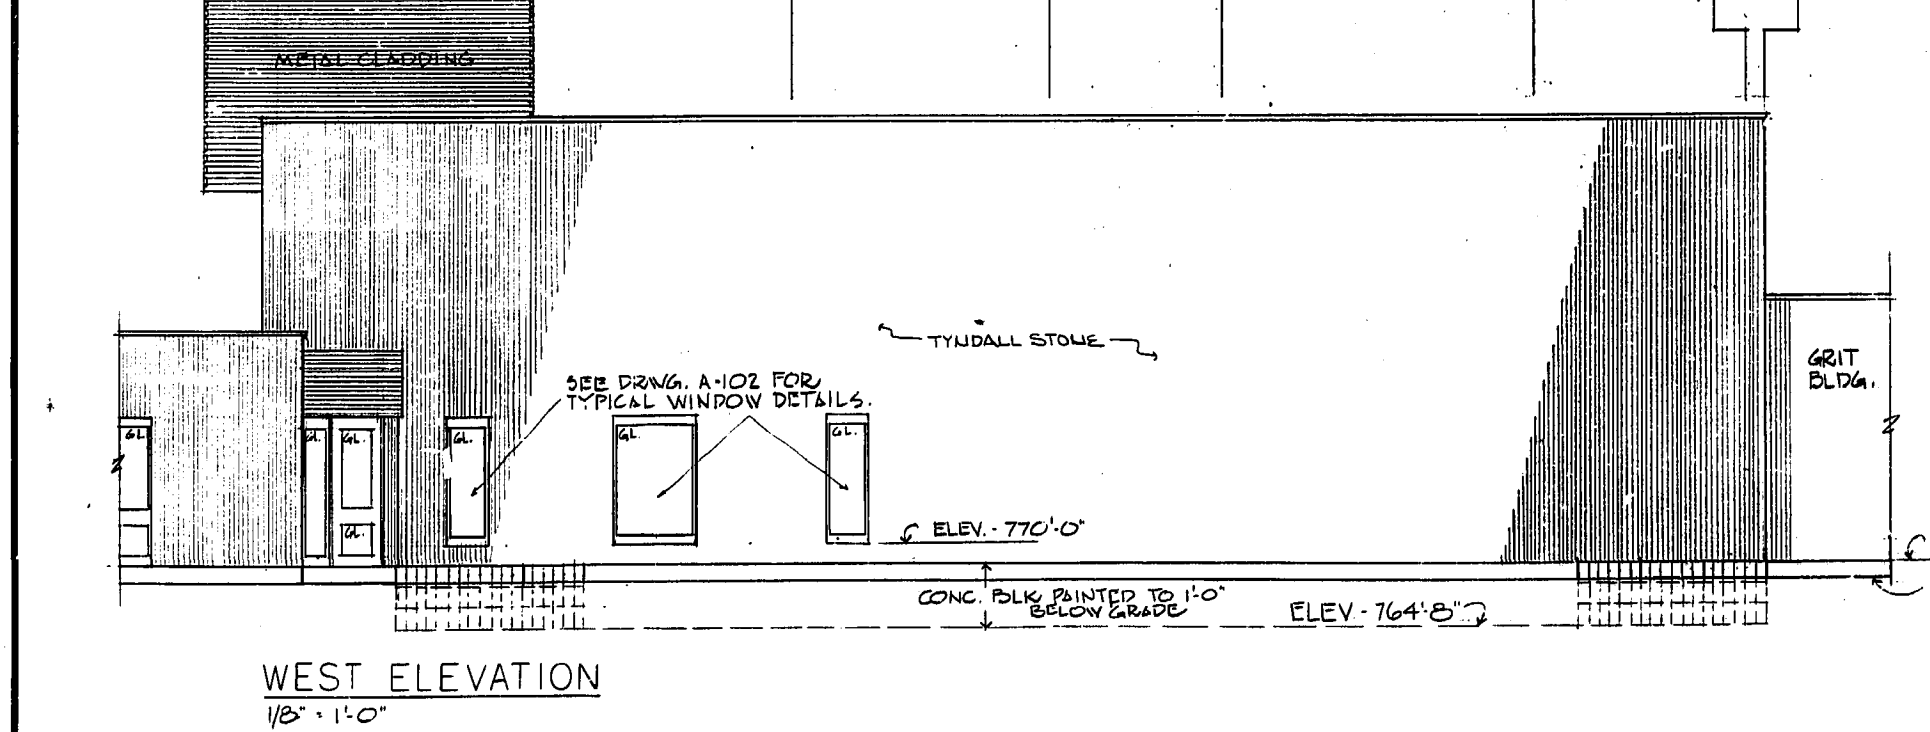 METAL CLADDING
TYNDALL STONE
GRIT
BLDG.
SEE DRWG. A-102 FOR
TYPICAL WINDOW DETAILS.
GL.
GL.
GL.
GL.
GL.
GL.
GL.
ELEV. - 770'-0"
CONC. BLK. PAINTED TO 1'-0"
BELOW GRADE
ELEV. - 764'-8"
WEST ELEVATION
1/8" = 1'-0"